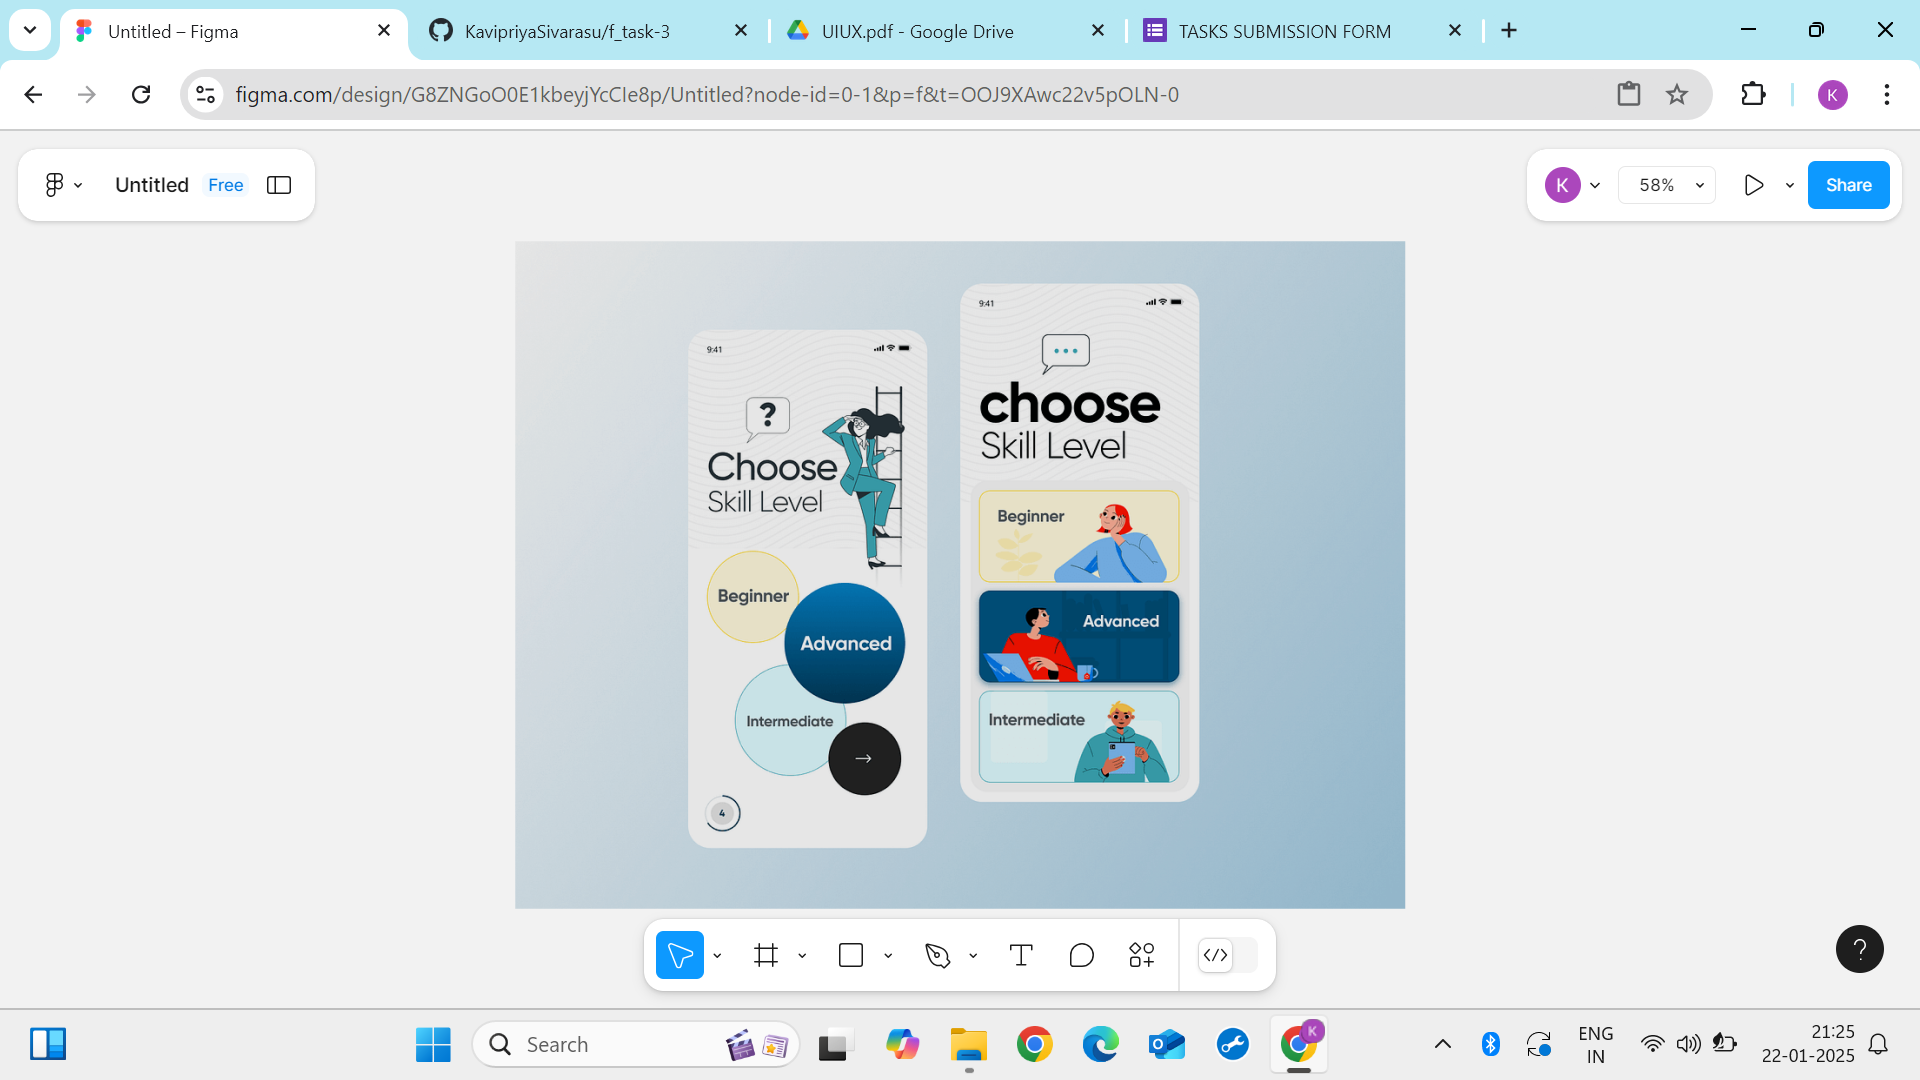 Untitled – Figma
KavipriyaSivarasu/f_task-3
UIUX.pdf - Google Drive
TASKS SUBMISSION FORM
figma.com/design/G8ZNGoO0E1kbeyjYcCIe8p/Untitled?node-id=0-1&p=f&t=OOJ9XAwc22v5pOLN-0
K
Untitled
Free
K
58%
Share
9:41
?
Choose
Skill Level
Beginner
Advanced
Intermediate
4
9:41
choose
Skill Level
Beginner
Advanced
Intermediate
?
Search
K
ENG
IN
21:25
22-01-2025